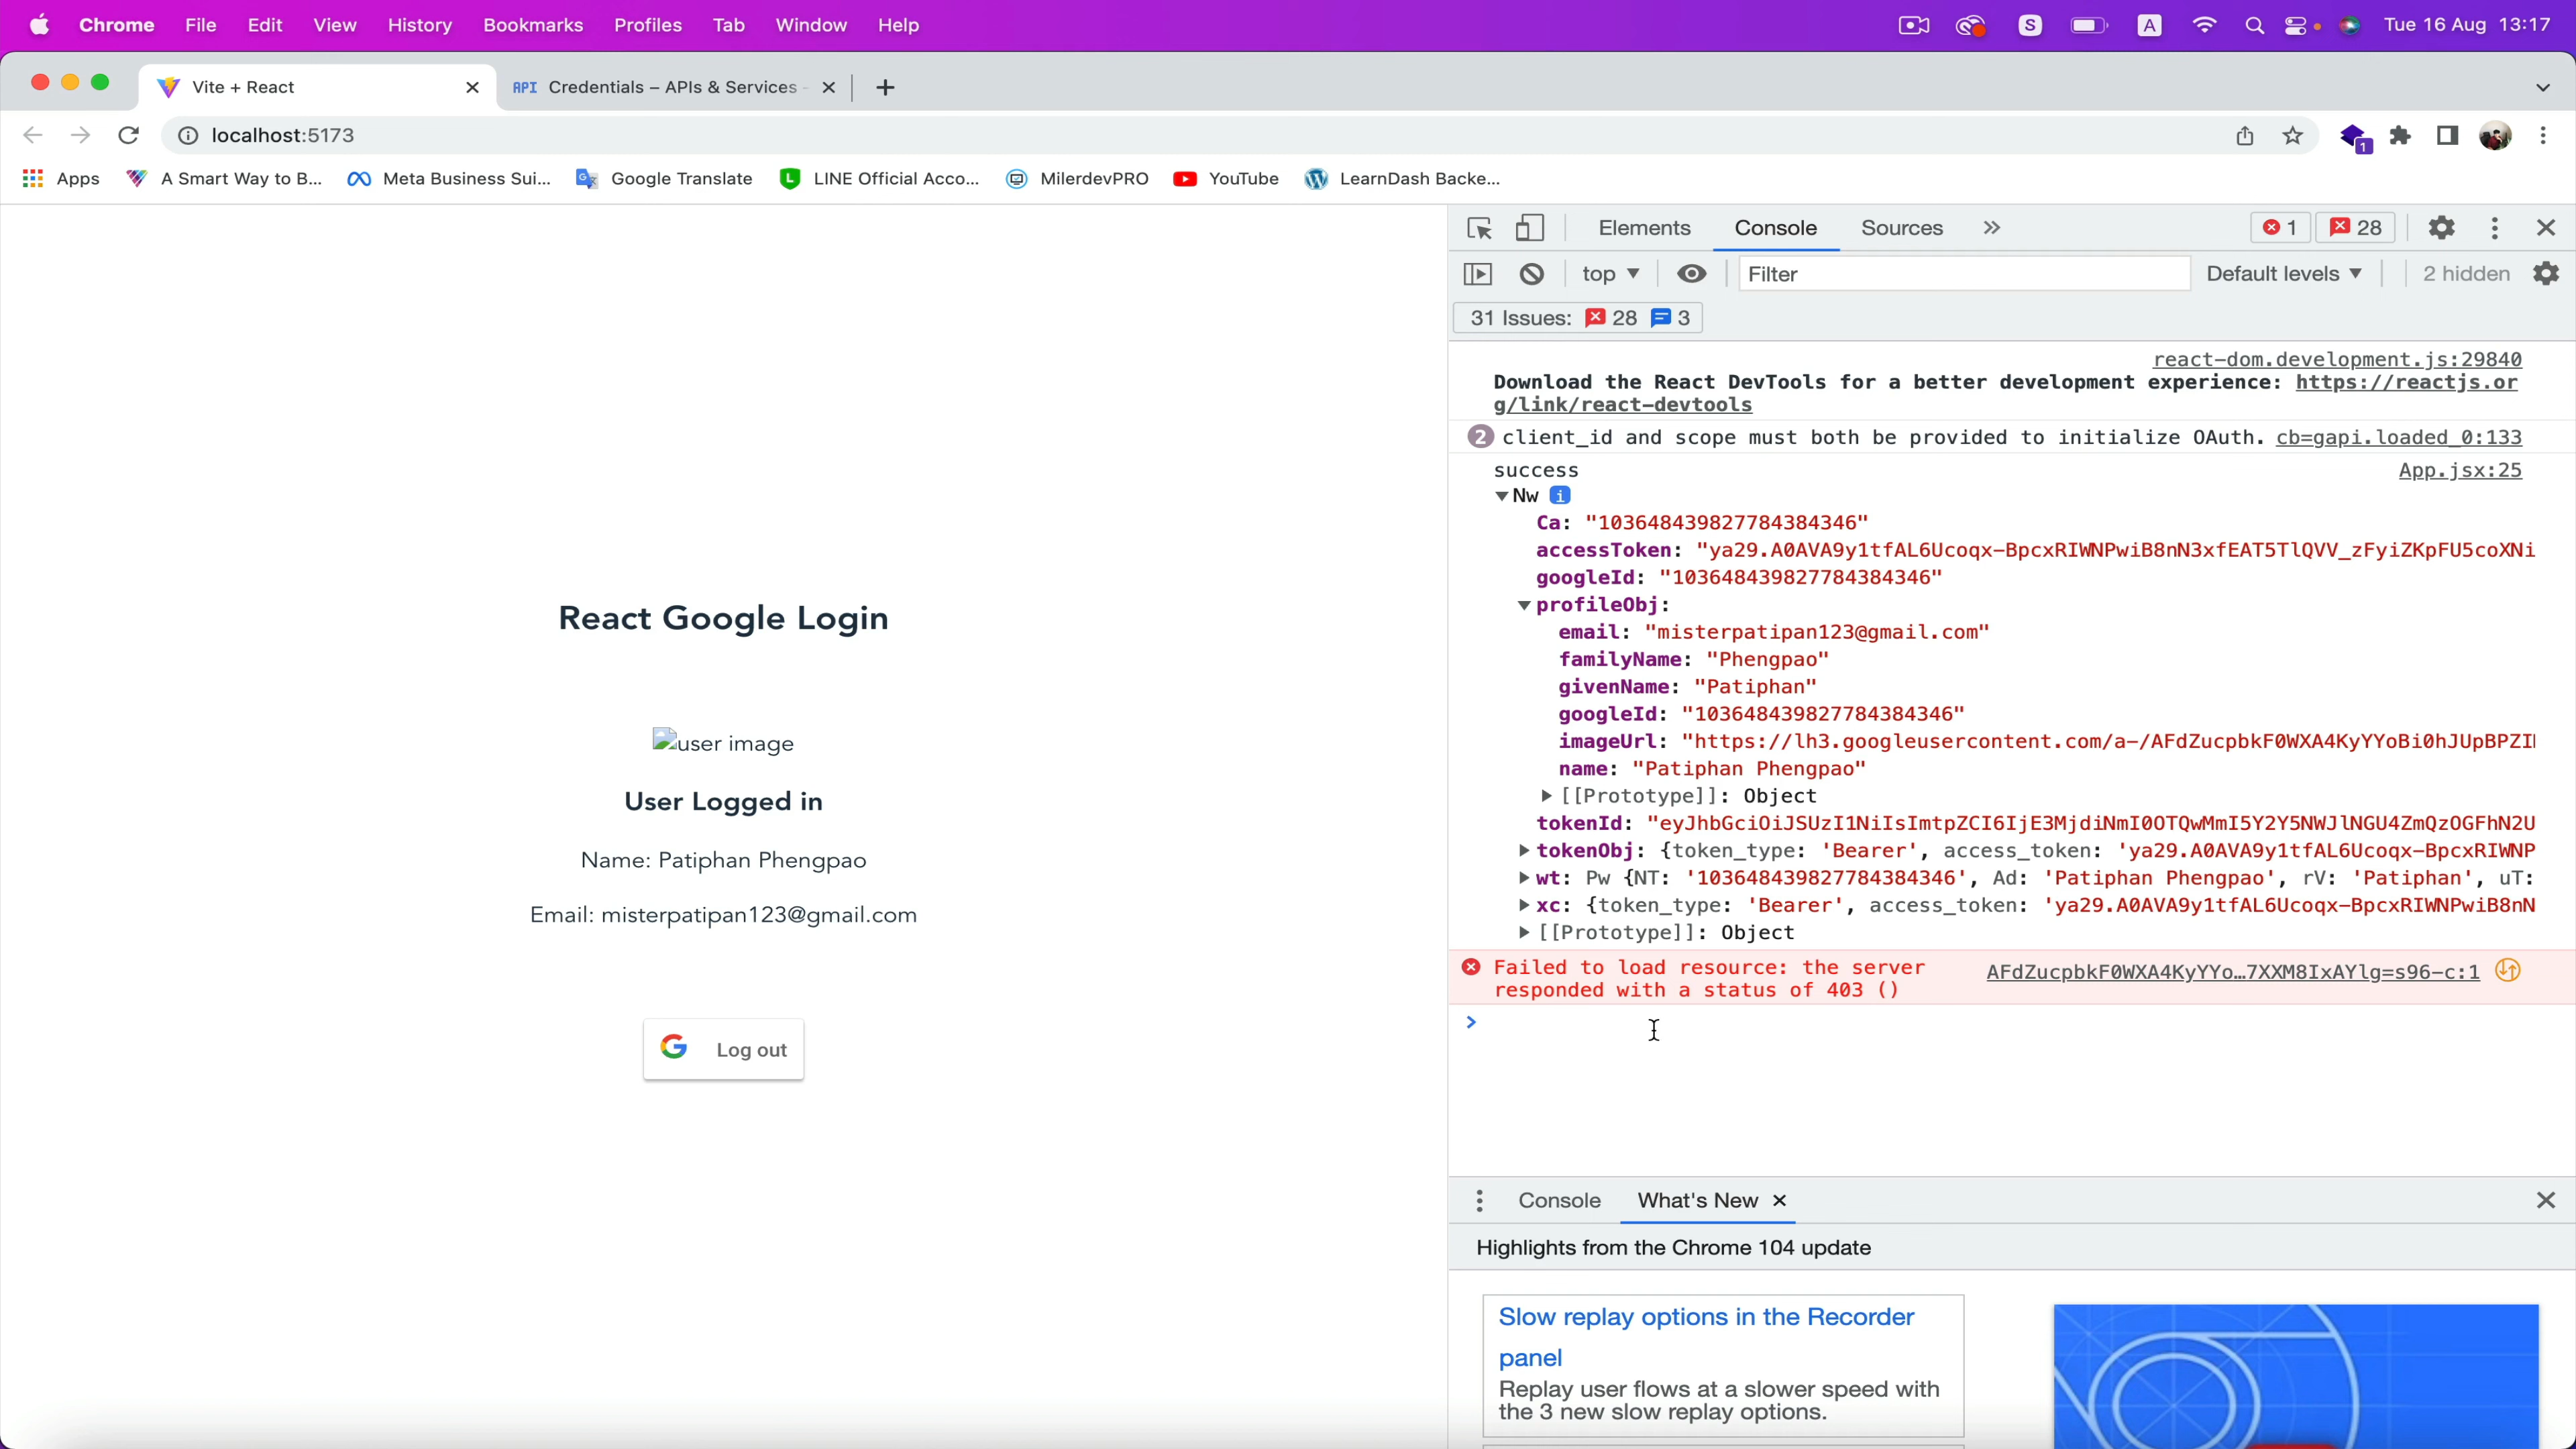 Chrome File Edit View History Bookmarks Profiles Tab Window Help S A Tue 16 Aug 13:17
Vite + React API Credentials – APIs & Services -
localhost:5173 1
Apps A Smart Way to B... Meta Business Sui... Google Translate LINE Official Acco... MilerdevPRO YouTube LearnDash Backe...
Elements Console Sources 1 28
top Filter Default levels 2 hidden
31 Issues: 28 3
react-dom.development.js:29840
Download the React DevTools for a better development experience: https://reactjs.or
g/link/react-devtools
2 client_id and scope must both be provided to initialize OAuth. cb=gapi.loaded_0:133
success App.jsx:25
Nw i
Ca: "103648439827784384346"
accessToken: "ya29.A0AVA9y1tfAL6Ucoqx-BpcxRIWNPwiB8nN3xfEAT5TlQVV_zFyiZKpFU5coXNi
googleId: "103648439827784384346"
profileObj:
email: "misterpatipan123@gmail.com"
familyName: "Phengpao"
givenName: "Patiphan"
googleId: "103648439827784384346"
imageUrl: "https://lh3.googleusercontent.com/a-/AFdZucpbkF0WXA4KyYYoBi0hJUpBPZI
name: "Patiphan Phengpao"
[[Prototype]]: Object
tokenId: "eyJhbGciOiJSUzI1NiIsImtpZCI6IjE3MjdiNmI0OTQwMmI5Y2Y5NWJlNGU4ZmQzOGFhN2U
tokenObj: {token_type: 'Bearer', access_token: 'ya29.A0AVA9y1tfAL6Ucoqx-BpcxRIWNP
wt: Pw {NT: '103648439827784384346', Ad: 'Patiphan Phengpao', rV: 'Patiphan', uT:
xc: {token_type: 'Bearer', access_token: 'ya29.A0AVA9y1tfAL6Ucoqx-BpcxRIWNPwiB8nN
[[Prototype]]: Object
Failed to load resource: the server AFdZucpbkF0WXA4KyYYo…7XXM8IxAYlg=s96-c:1
responded with a status of 403 ()
React Google Login
user image
User Logged in
Name: Patiphan Phengpao
Email: misterpatipan123@gmail.com
G Log out
Console What's New
Highlights from the Chrome 104 update
Slow replay options in the Recorder
panel
Replay user flows at a slower speed with
the 3 new slow replay options.